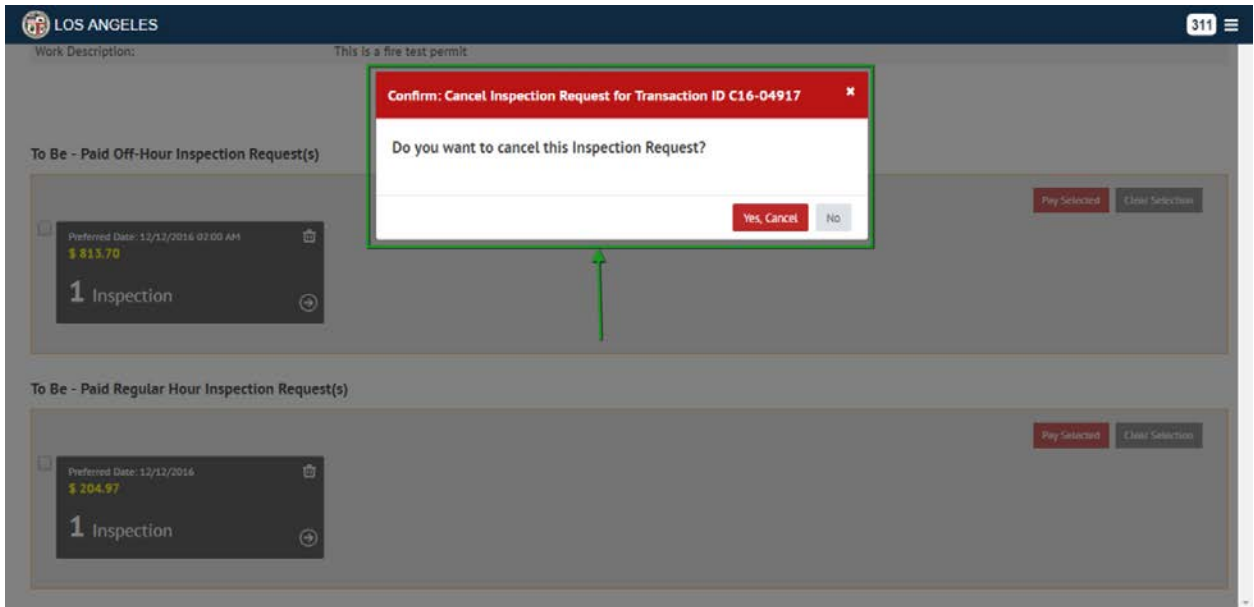 LOS ANGELES
311
Work Description: This is a fire test permit
Confirm: Cancel Inspection Request for Transaction ID C16-04917
Do you want to cancel this Inspection Request?
Yes, Cancel No
To Be - Paid Off-Hour Inspection Request(s)
Pay Selected Clear Selection
Preferred Date: 12/12/2016 02:00 AM
$ 813.70
1 Inspection
To Be - Paid Regular Hour Inspection Request(s)
Pay Selected Clear Selection
Preferred Date: 12/12/2016
$ 204.97
1 Inspection